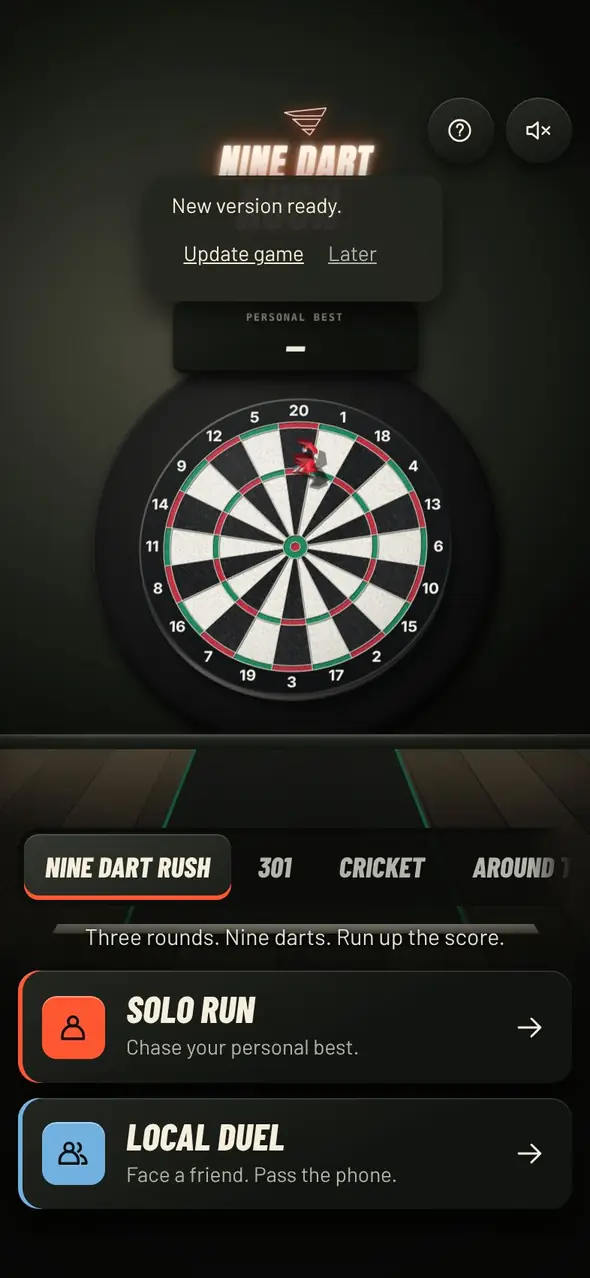 NINE DART
New version ready.
Update game Later
PERSONAL BEST
–
20
5 1
12 18
9 4
14 13
11 6
8 10
16 15
7 2
19 17
3
NINE DART RUSH 301 CRICKET AROUND
Three rounds. Nine darts. Run up the score.
SOLO RUN
Chase your personal best.
LOCAL DUEL
Face a friend. Pass the phone.